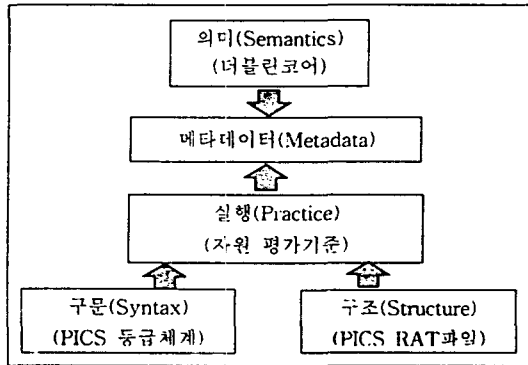 의미(Semantics)
(더블린코어)
메타데이터(Metadata)
실행(Practice)
(자원 평가기준)
구문(Syntax)
(PICS 등급체계)
구조(Structure)
(PICS RAT파일)